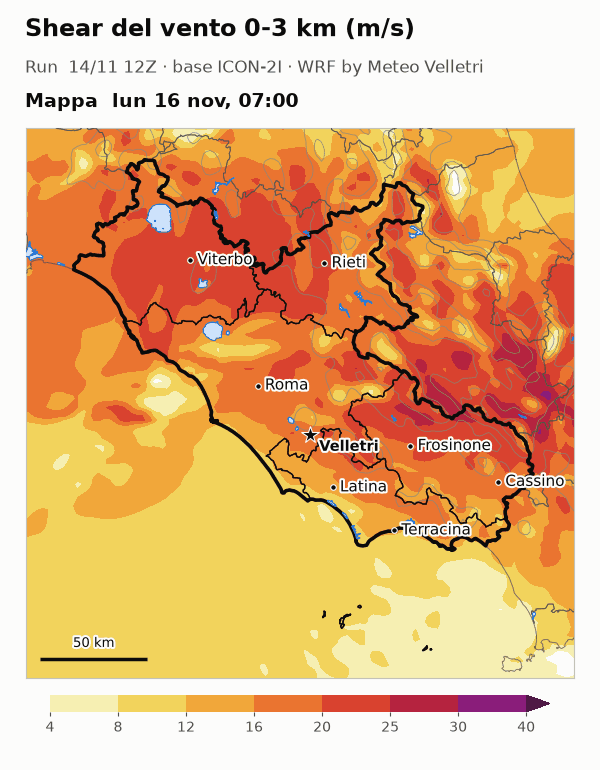 Shear del vento 0-3 km (m/s)
Run  14/11 12Z · base ICON-2I · WRF by Meteo Velletri
Mappa  lun 16 nov, 07:00
Viterbo
Rieti
Roma
Velletri
Frosinone
Cassino
Latina
Terracina
50 km
4 8 12 16 20 25 30 40